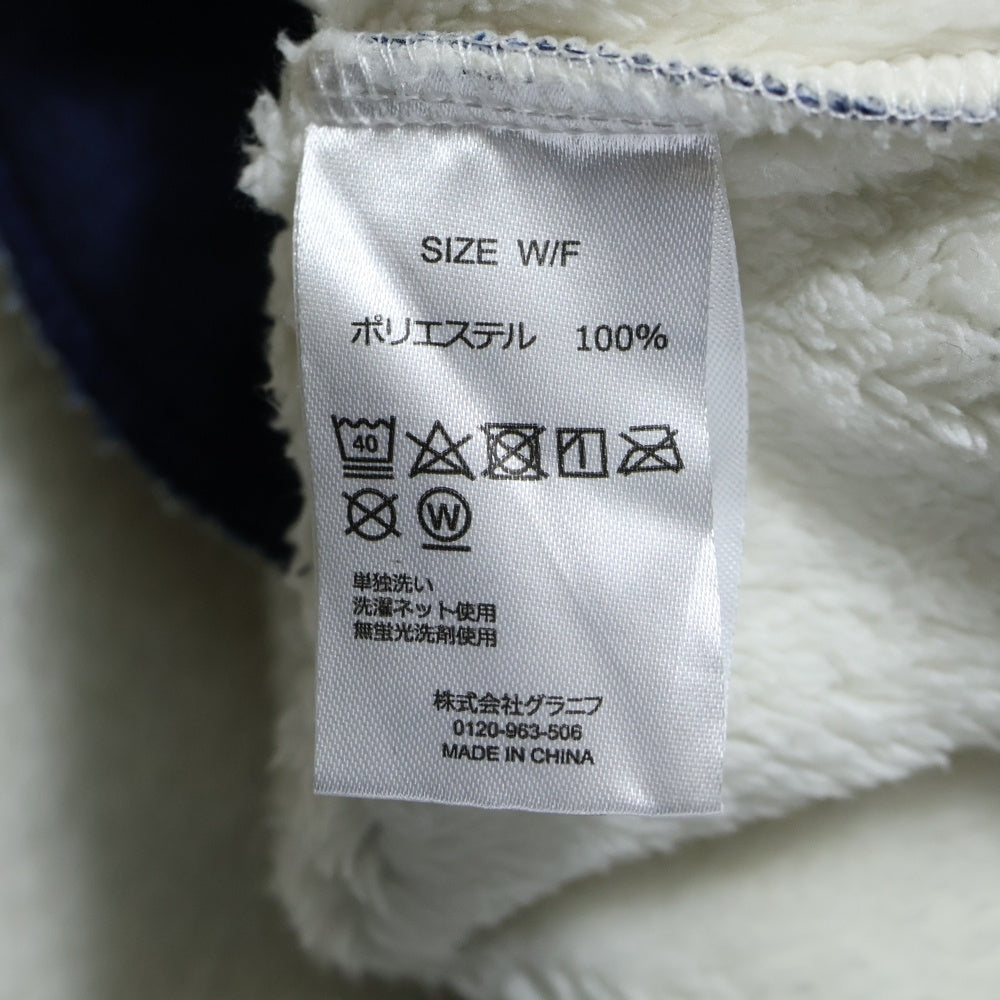 SIZE W/F
ポリエステル 100%
40
W
単独洗い
洗濯ネット使用
無蛍光洗剤使用
株式会社グラニフ
0120-963-506
MADE IN CHINA